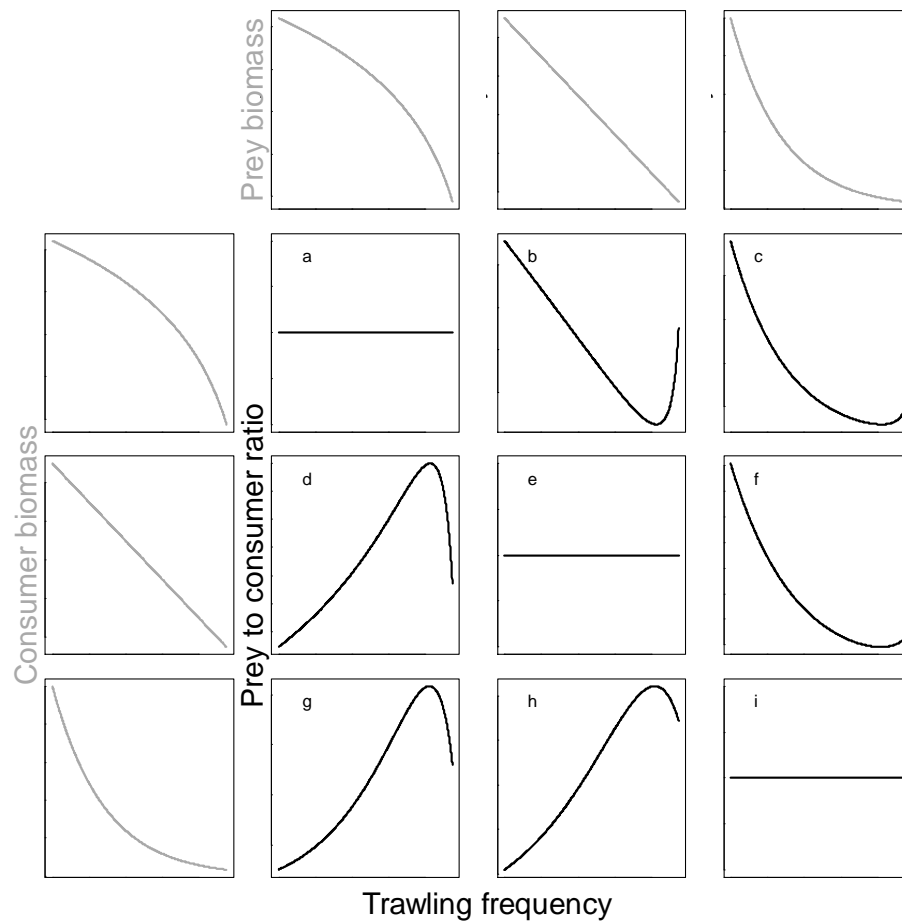 Prey biomass
a
b
c
Consumer biomass
Prey to consumer ratio
d
e
f
g
h
i
Trawling frequency